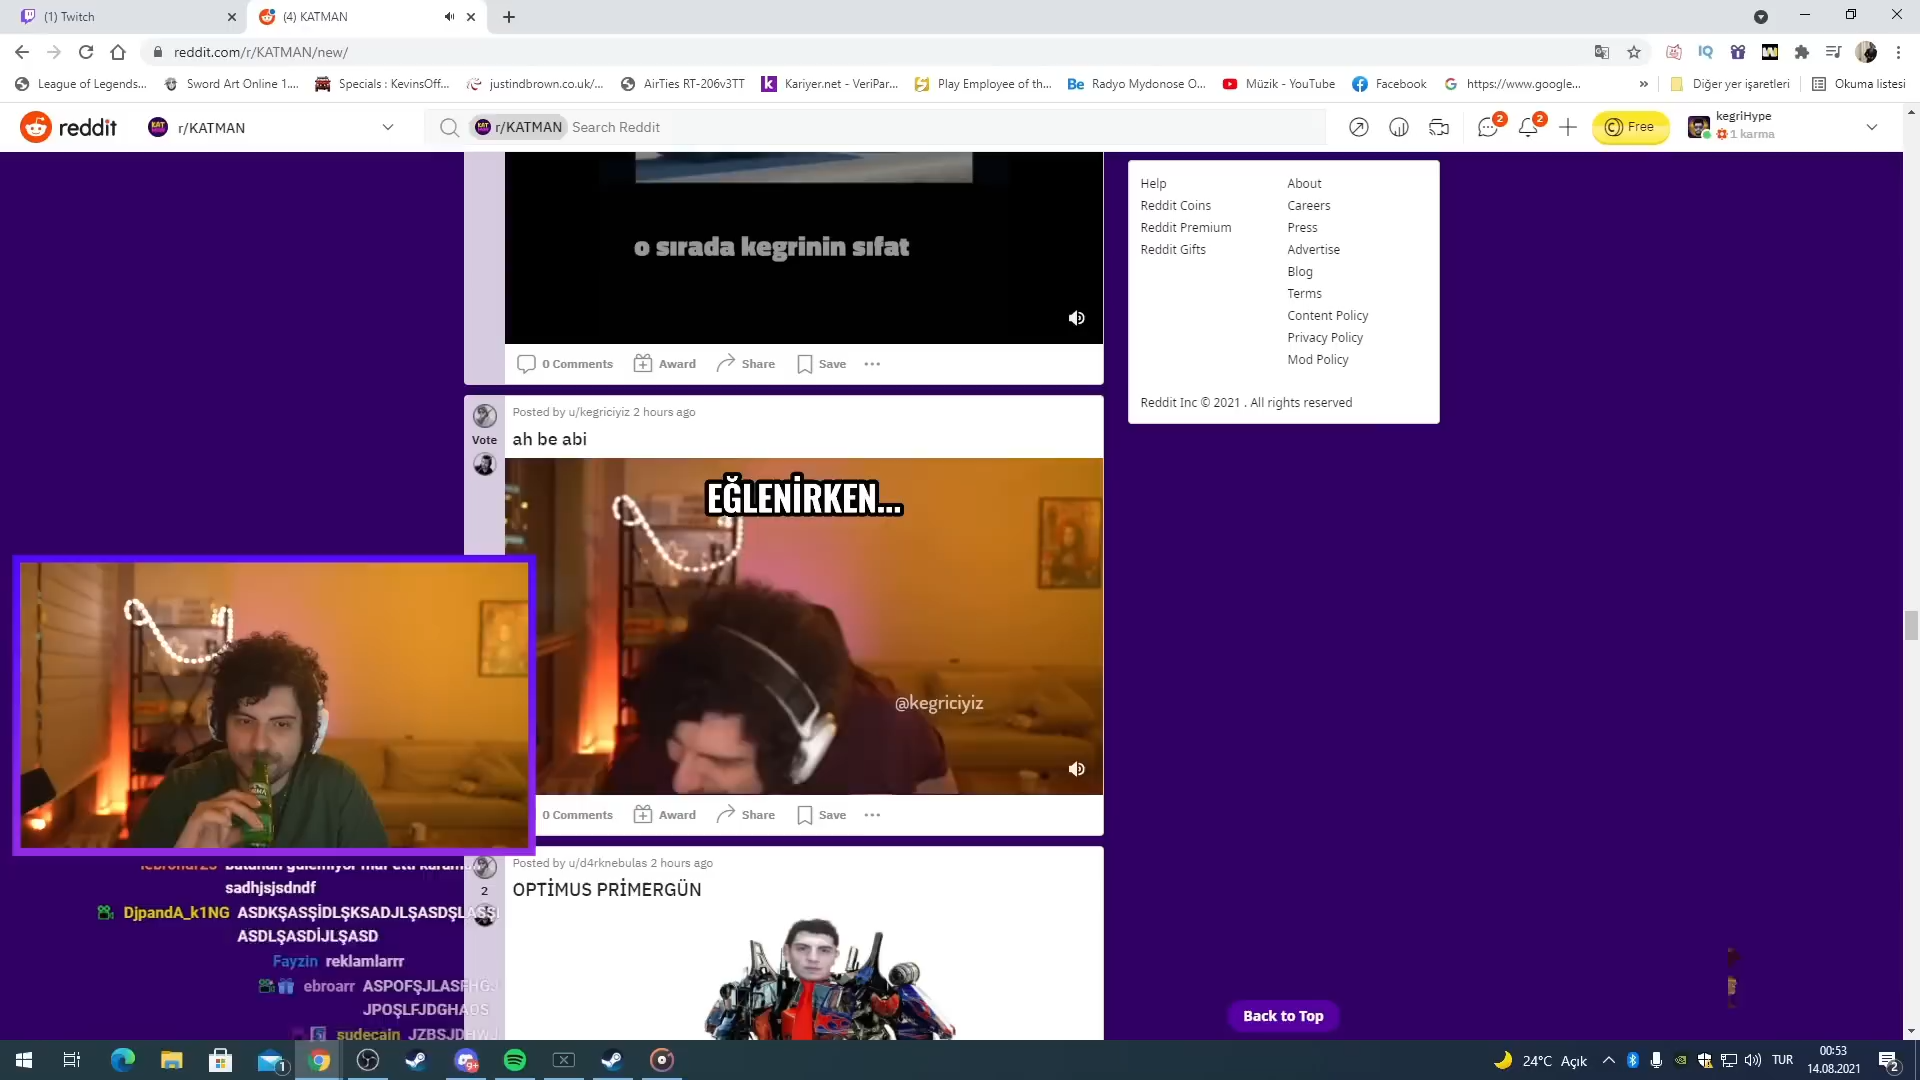 (1) Twitch
(4) KATMAN
reddit.com/r/KATMAN/new/
League of Legends...
Sword Art Online 1....
Specials : KevinsOff...
justindbrown.co.uk/...
AirTies RT-206v3TT
Kariyer.net - VeriPar...
Play Employee of th...
Radyo Mydonose O...
Müzik - YouTube
Facebook
https://www.google...
»
Diğer yer işaretleri
Okuma listesi
reddit
r/KATMAN
r/KATMAN
Search Reddit
2
2
Free
kegriHype
1 karma
o sırada kegrinin sıfat
0 Comments
Award
Share
Save
Help
Reddit Coins
Reddit Premium
Reddit Gifts
About
Careers
Press
Advertise
Blog
Terms
Content Policy
Privacy Policy
Mod Policy
Reddit Inc © 2021 . All rights reserved
Posted by u/kegriciyiz 2 hours ago
Vote
ah be abi
EĞLENİRKEN...
@kegriciyiz
0 Comments
Award
Share
Save
Posted by u/d4rknebulas 2 hours ago
2
OPTİMUS PRİMERGÜN
sadhjsjsdndf
DjpandA_k1NG ASDKŞASŞİDLŞKSADJLŞASDŞLASŞL
ASDLŞASDİJLŞASD
Fayzin reklamlarrr
ebroarr ASPOFŞJLASFHGJ
JPOŞLFJDGHAOS
sudecain JZBSJDHWJ
Back to Top
24°C Açık
TUR
00:53
14.08.2021
2